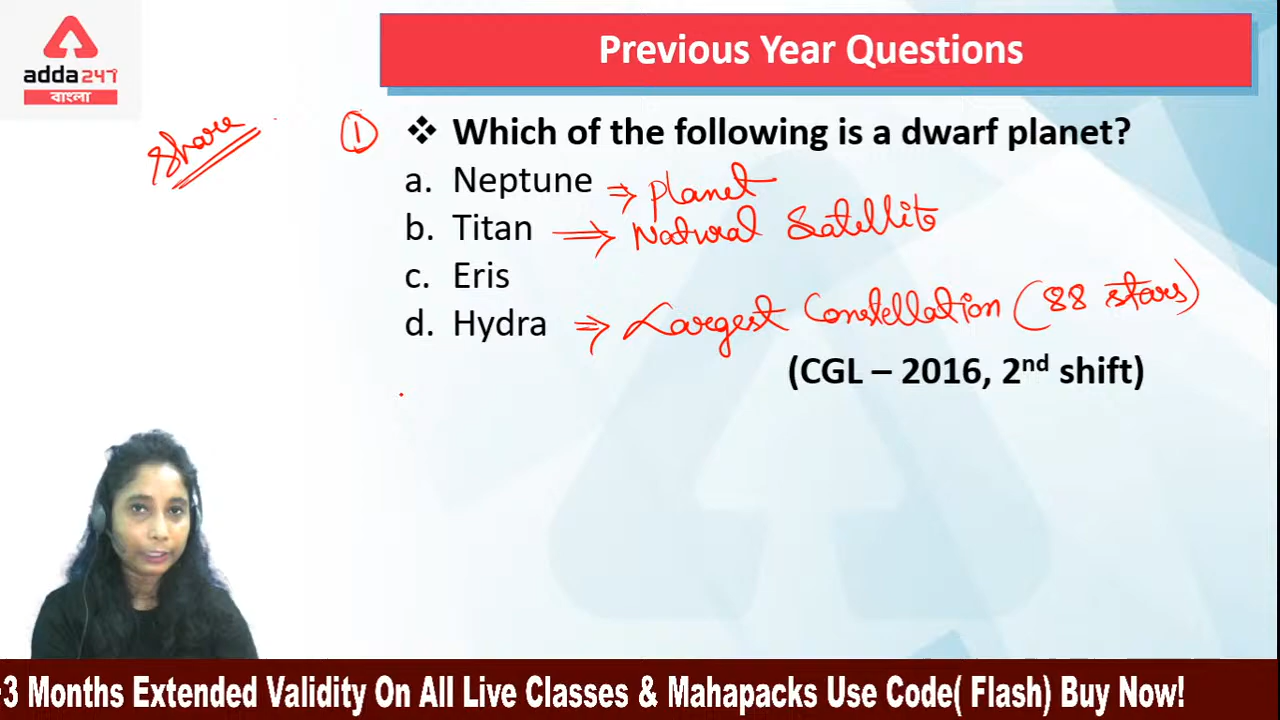 adda247
বাংলা
Previous Year Questions
Share
① ❖ Which of the following is a dwarf planet?
a. Neptune ⇒ Planet
b. Titan ⇒ Natural Satellite
c. Eris
d. Hydra ⇒ Largest Constellation (88 stars)
(CGL – 2016, 2nd shift)
3 Months Extended Validity On All Live Classes & Mahapacks Use Code( Flash) Buy Now!